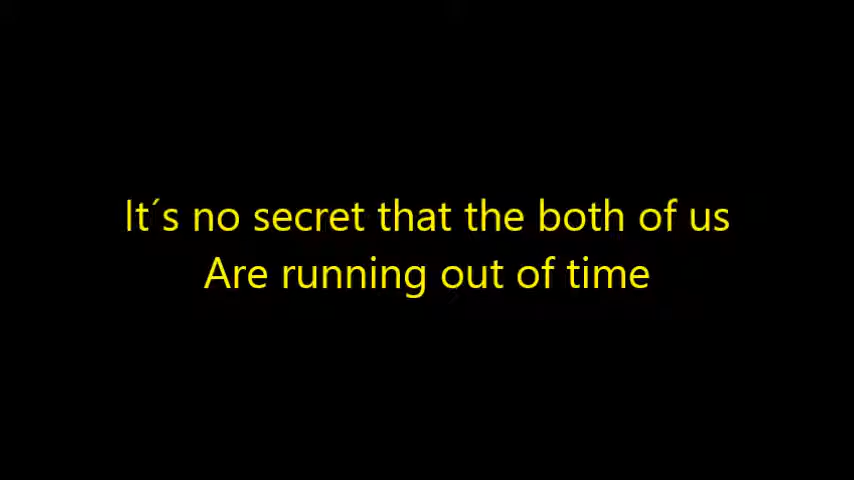 It´s no secret that the both of us
Are running out of time